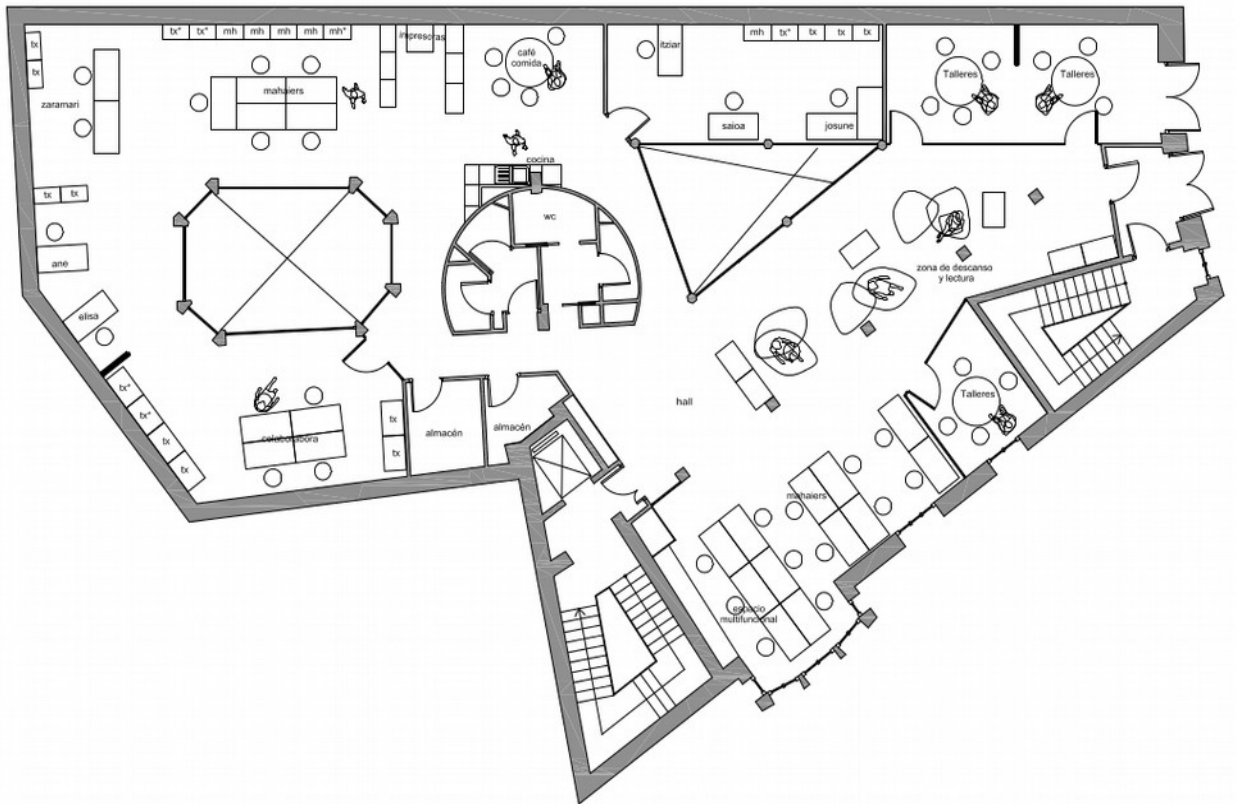 tx* tx* mh mh mh mh mh*
impresoras
café
comida
itziar
mh tx* tx tx tx
Talleres
Talleres
tx
tx
zaramari
mahaiers
saioa
josune
cocina
wc
tx tx
ane
elisa
zona de descanso
y lectura
tx*
tx*
tx
tx
colaborabora
tx
tx
almacén
almacén
hall
Talleres
mahaiers
espacio
multifuncional